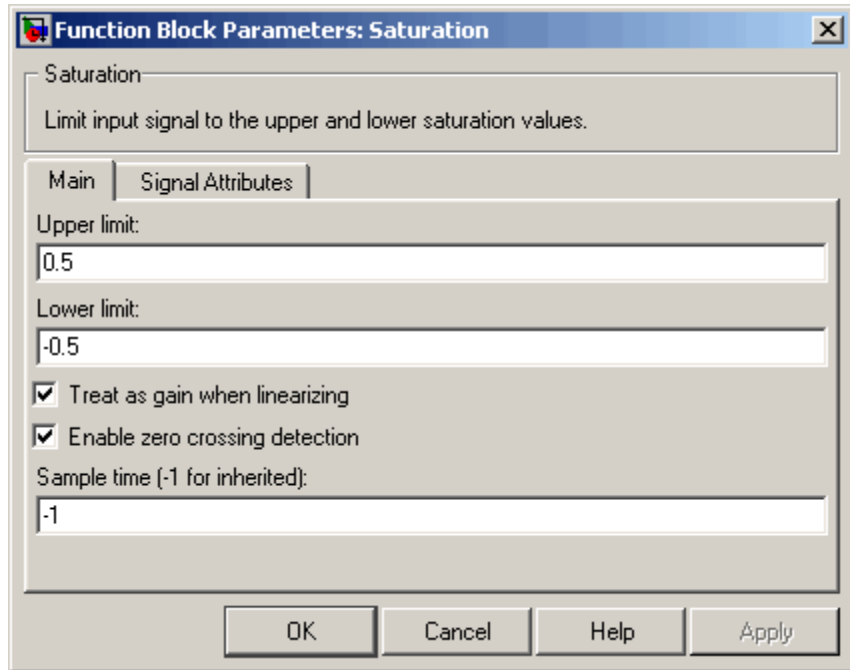 Function Block Parameters: Saturation
Saturation
Limit input signal to the upper and lower saturation values.
Main
Signal Attributes
Upper limit:
0.5
Lower limit:
-0.5
Treat as gain when linearizing
Enable zero crossing detection
Sample time (-1 for inherited):
-1
OK
Cancel
Help
Apply